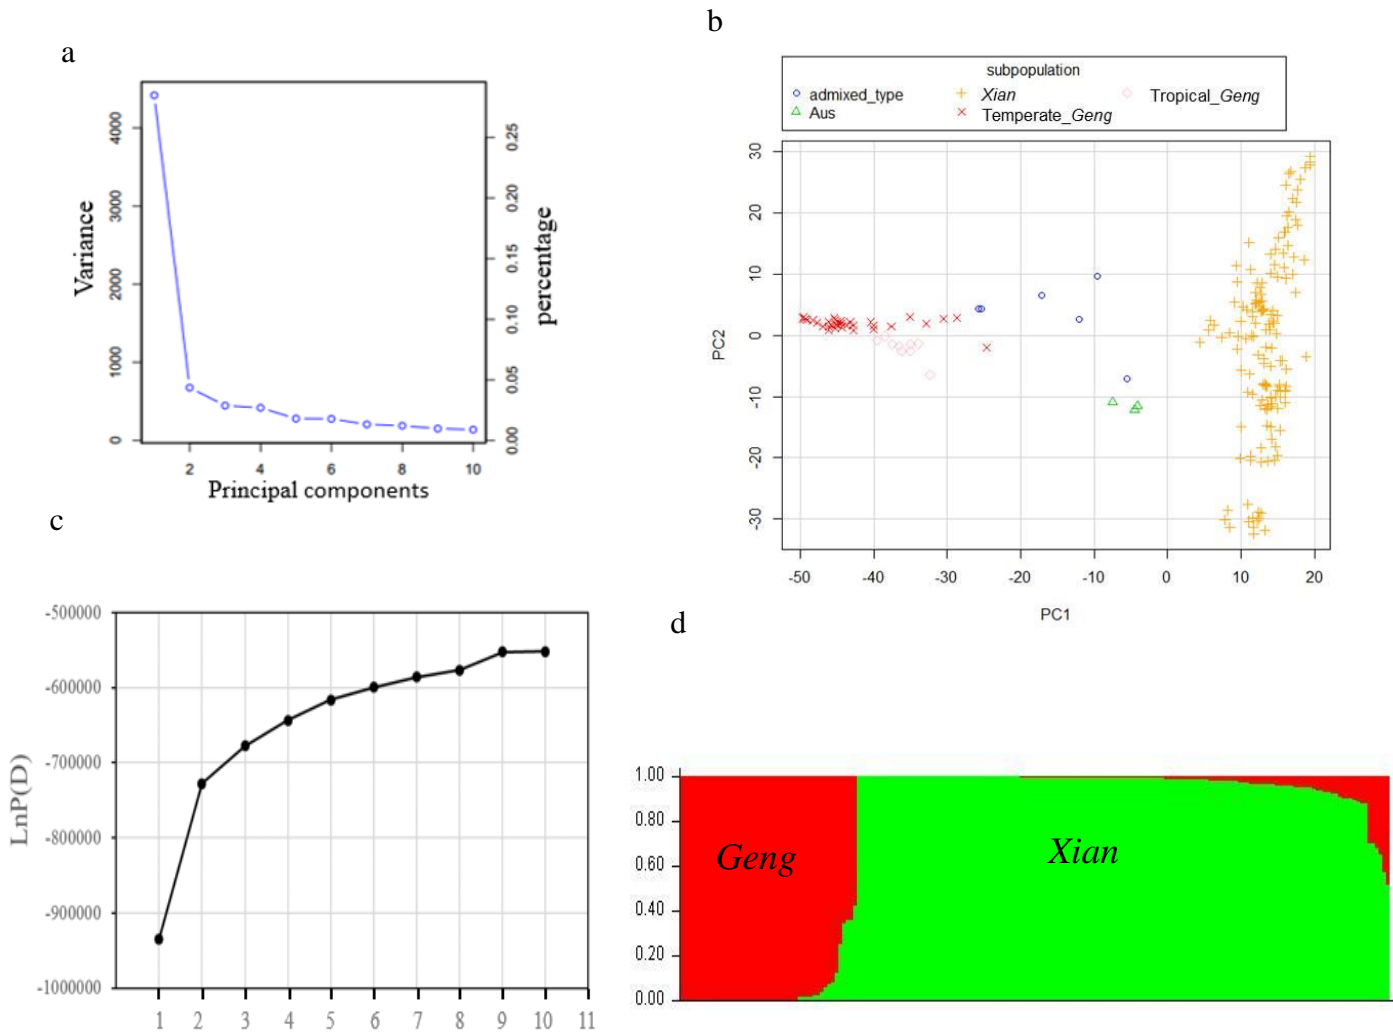 a
4000
3000
2000
1000
0
Variance
0.25
0.20
0.15
0.10
0.05
0.00
percentage
2 4 6 8 10
Principal components
b
subpopulation
admixed_type Xian Tropical_Geng
Aus Temperate_Geng
30
20
10
0
-10
-20
-30
PC2
-50 -40 -30 -20 -10 0 10 20
PC1
c
-500000
-600000
-700000
-800000
-900000
-1000000
LnP(D)
1 2 3 4 5 6 7 8 9 10 11
d
1.00
0.80
0.60
0.40
0.20
0.00
Geng
Xian